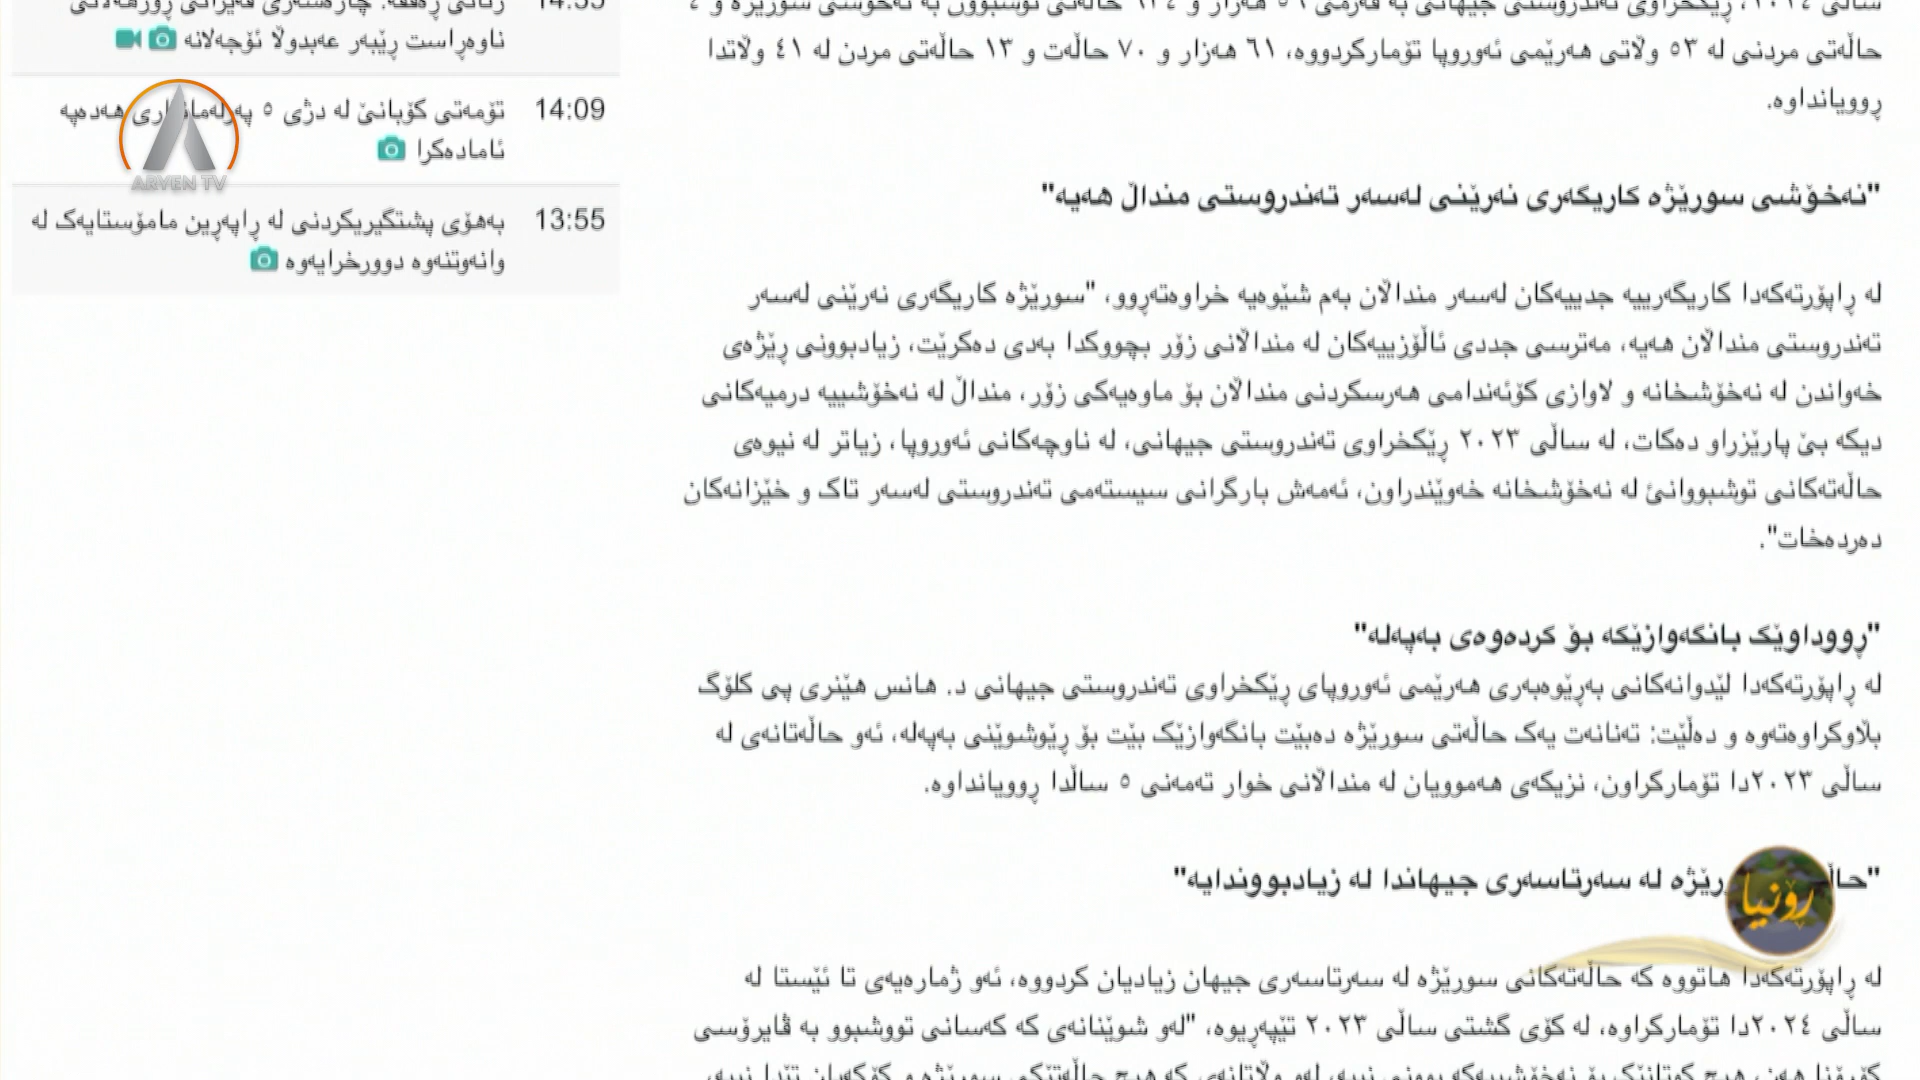 حاڵەتی مردنی لە ٥٣ وڵاتی هەرێمی ئەوروپا تۆمارکردووە، ٦١ هەزار و ٧٠ حاڵەت و ١٣ حاڵەتی مردن لە ٤١ وڵاتدا
ڕوویانداوە.
"نەخۆشی سورێژە کاریگەری نەرێنی لەسەر تەندروستی منداڵ هەیە"
لە ڕاپۆرتەکەدا کاریگەرییە جدییەکان لەسەر منداڵان بەم شێوەیە خراوەتەڕوو، "سورێژە کاریگەری نەرێنی لەسەر
تەندروستی منداڵان هەیە، مەترسی جددی ئاڵۆزییەکان لە منداڵانی زۆر بچووکدا بەدی دەکرێت، زیادبوونی ڕێژەی
خەواندن لە نەخۆشخانە و لاوازی کۆئەندامی هەرسکردنی منداڵان بۆ ماوەیەکی زۆر، منداڵ لە نەخۆشییە درمیەکانی
دیکە بێ پارێزراو دەکات، لە ساڵی ٢٠٢٣ ڕێکخراوی تەندروستی جیهانی، لە ناوچەکانی ئەوروپا، زیاتر لە نیوەی
حاڵەتەکانی توشبووانێ لە نەخۆشخانە خەوێندراون، ئەمەش بارگرانی سیستەمی تەندروستی لەسەر تاک و خێزانەکان
دەردەخات".
"ڕووداوێک بانگەوازێکە بۆ کردەوەی بەپەلە"
لە ڕاپۆرتەکەدا لێدوانەکانی بەڕێوەبەری هەرێمی ئەوروپای ڕێکخراوی تەندروستی جیهانی د. هانس هێنری پی کلۆگ
بڵاوکراوەتەوە و دەڵێت: تەنانەت یەک حاڵەتی سورێژە دەبێت بانگەوازێک بێت بۆ ڕێوشوێنی بەپەلە، ئەو حاڵەتانەی لە
ساڵی ٢٠٢٣دا تۆمارکراون، نزیکەی هەموویان لە منداڵانی خوار تەمەنی ٥ ساڵدا ڕوویانداوە.
لە سەرتاسەری جیهاندا لە زیادبووندایە"
لە ڕاپۆرتەکەدا هاتووە کە حاڵەتەکانی سورێژە لە سەرتاسەری جیهان زیادیان کردووە، ئەو ژمارەیەی تا ئێستا لە
ساڵی ٢٠٢٤دا تۆمارکراوە، لە کۆی گشتی ساڵی ٢٠٢٣ تێپەڕیوە، "لەو شوێنانەی کە کەسانی تووشبوو بە ڤایرۆسی
ناوەڕاست ڕێبەر عەبدوڵا ئۆجەلانە
14:09 تۆمەتی کۆبانێ لە دژی ٥ پەرلەمانتاری هەدەپە
ئامادەکرا
13:55 بەهۆی پشتگیریکردنی لە ڕاپەرین مامۆستایەک لە
وانەوتنەوە دوورخرایەوە
ARYEN TV
ڕۆنیا